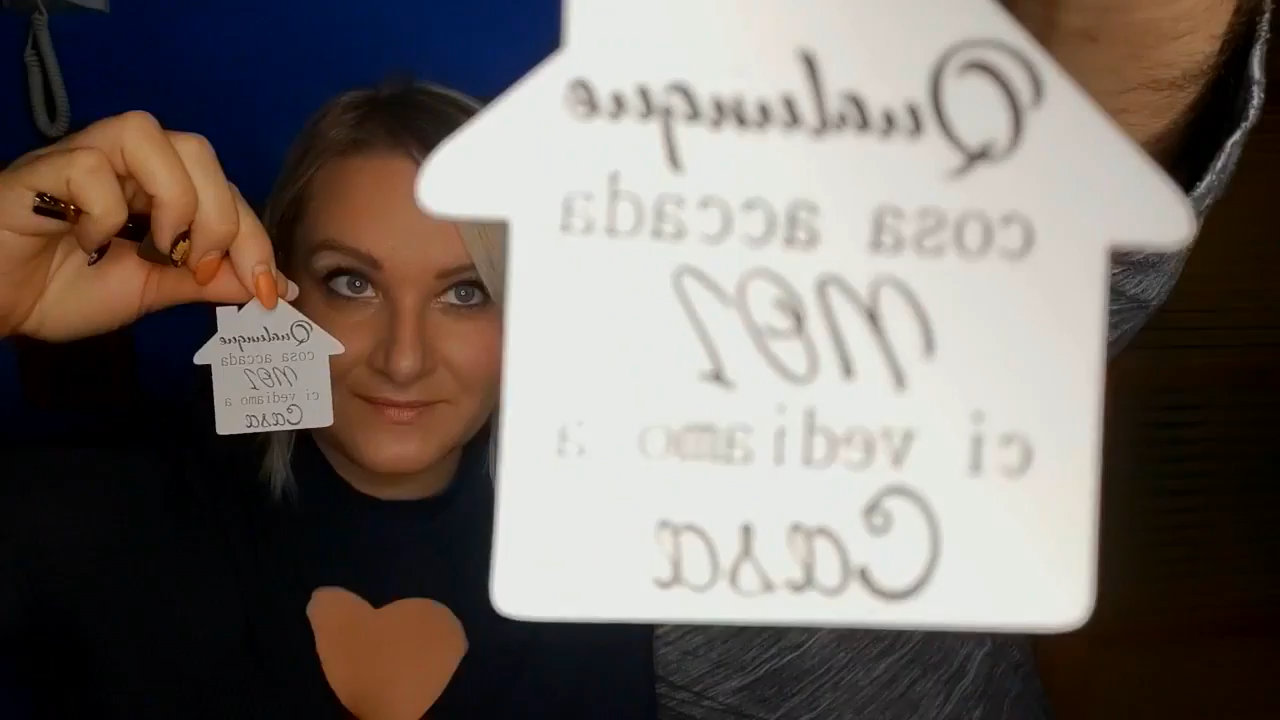 Qualunque
cosa accada
NOI
ci vediamo a
Casa
Qualunque
cosa accada
NOI
ci vediamo a
Casa